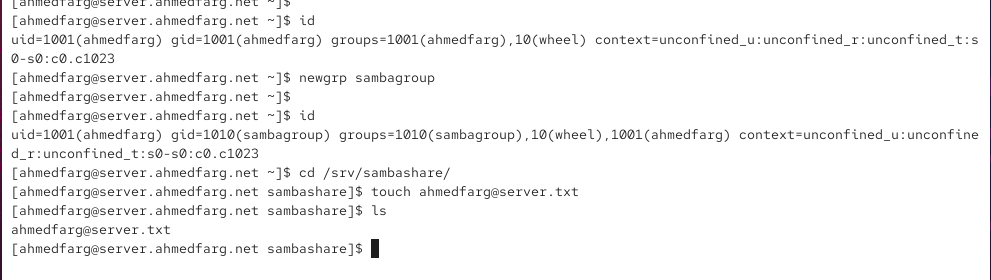 [ahmedfarg@server.ahmedfarg.net ~]$
[ahmedfarg@server.ahmedfarg.net ~]$ id
uid=1001(ahmedfarg) gid=1001(ahmedfarg) groups=1001(ahmedfarg),10(wheel) context=unconfined_u:unconfined_r:unconfined_t:s
0-s0:c0.c1023
[ahmedfarg@server.ahmedfarg.net ~]$ newgrp sambagroup
[ahmedfarg@server.ahmedfarg.net ~]$
[ahmedfarg@server.ahmedfarg.net ~]$ id
uid=1001(ahmedfarg) gid=1010(sambagroup) groups=1010(sambagroup),10(wheel),1001(ahmedfarg) context=unconfined_u:unconfine
d_r:unconfined_t:s0-s0:c0.c1023
[ahmedfarg@server.ahmedfarg.net ~]$ cd /srv/sambashare/
[ahmedfarg@server.ahmedfarg.net sambashare]$ touch ahmedfarg@server.txt
[ahmedfarg@server.ahmedfarg.net sambashare]$ ls
ahmedfarg@server.txt
[ahmedfarg@server.ahmedfarg.net sambashare]$